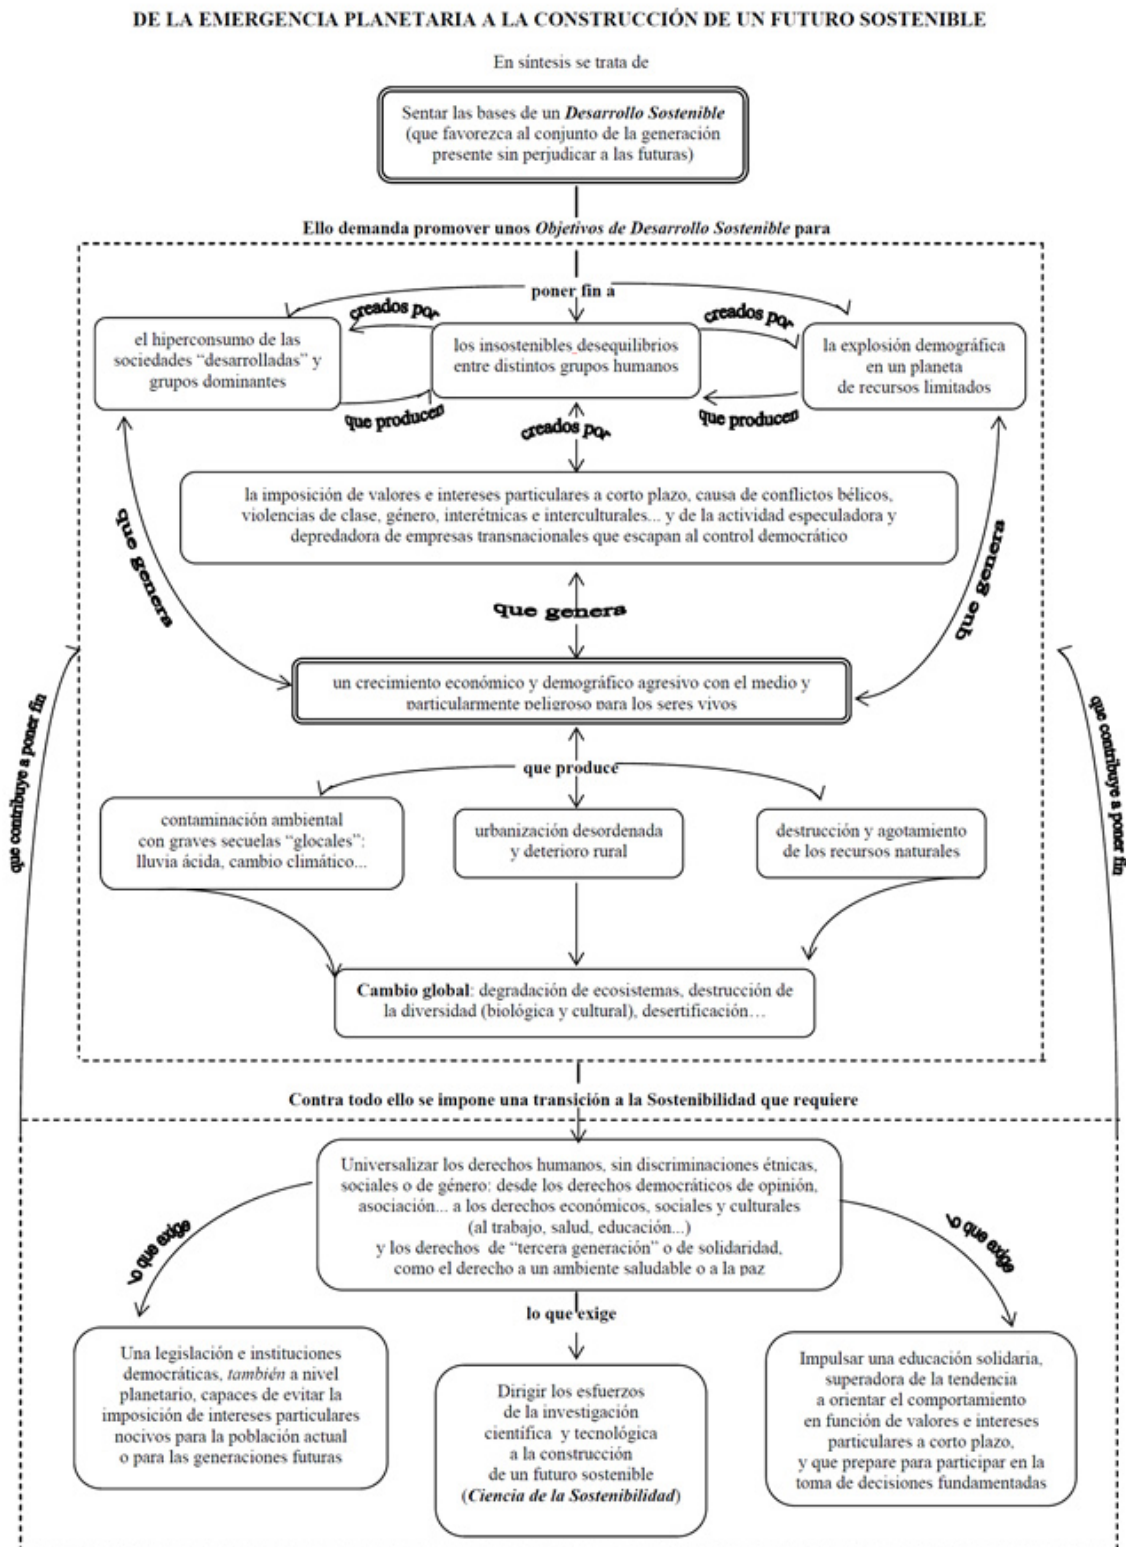 DE LA EMERGENCIA PLANETARIA A LA CONSTRUCCIÓN DE UN FUTURO SOSTENIBLE
En síntesis se trata de
Sentar las bases de un Desarrollo Sostenible
(que favorezca al conjunto de la generación
presente sin perjudicar a las futuras)
Ello demanda promover unos Objetivos de Desarrollo Sostenible para
poner fin a
creados por
creados por
el hiperconsumo de las
sociedades “desarrolladas” y
grupos dominantes
los insostenibles desequilibrios
entre distintos grupos humanos
la explosión demográfica
en un planeta
de recursos limitados
que producen
creados por
que producen
la imposición de valores e intereses particulares a corto plazo, causa de conflictos bélicos,
violencias de clase, género, interétnicas e interculturales... y de la actividad especuladora y
depredadora de empresas transnacionales que escapan al control democrático
que genera
que genera
que genera
un crecimiento económico y demográfico agresivo con el medio y
particularmente peligroso para los seres vivos
que contribuye a poner fin
que contribuye a poner fin
que produce
contaminación ambiental
con graves secuelas “glocales”:
lluvia ácida, cambio climático...
urbanización desordenada
y deterioro rural
destrucción y agotamiento
de los recursos naturales
Cambio global: degradación de ecosistemas, destrucción de
la diversidad (biológica y cultural), desertificación…
Contra todo ello se impone una transición a la Sostenibilidad que requiere
Universalizar los derechos humanos, sin discriminaciones étnicas,
sociales o de género: desde los derechos democráticos de opinión,
asociación... a los derechos económicos, sociales y culturales
(al trabajo, salud, educación...)
y los derechos de “tercera generación” o de solidaridad,
como el derecho a un ambiente saludable o a la paz
lo que exige
lo que exige
lo que exige
Una legislación e instituciones
democráticas, también a nivel
planetario, capaces de evitar la
imposición de intereses particulares
nocivos para la población actual
o para las generaciones futuras
Dirigir los esfuerzos
de la investigación
científica y tecnológica
a la construcción
de un futuro sostenible
(Ciencia de la Sostenibilidad)
Impulsar una educación solidaria,
superadora de la tendencia
a orientar el comportamiento
en función de valores e intereses
particulares a corto plazo,
y que prepare para participar en la
toma de decisiones fundamentadas